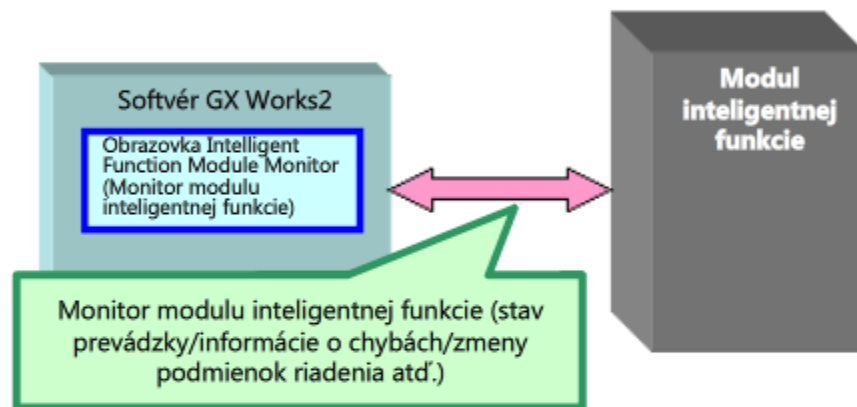 Softvér GX Works2
Obrazovka Intelligent
Function Module Monitor
(Monitor modulu
inteligentnej funkcie)
Modul
inteligentnej
funkcie
Monitor modulu inteligentnej funkcie (stav
prevádzky/informácie o chybách/zmeny
podmienok riadenia atď.)